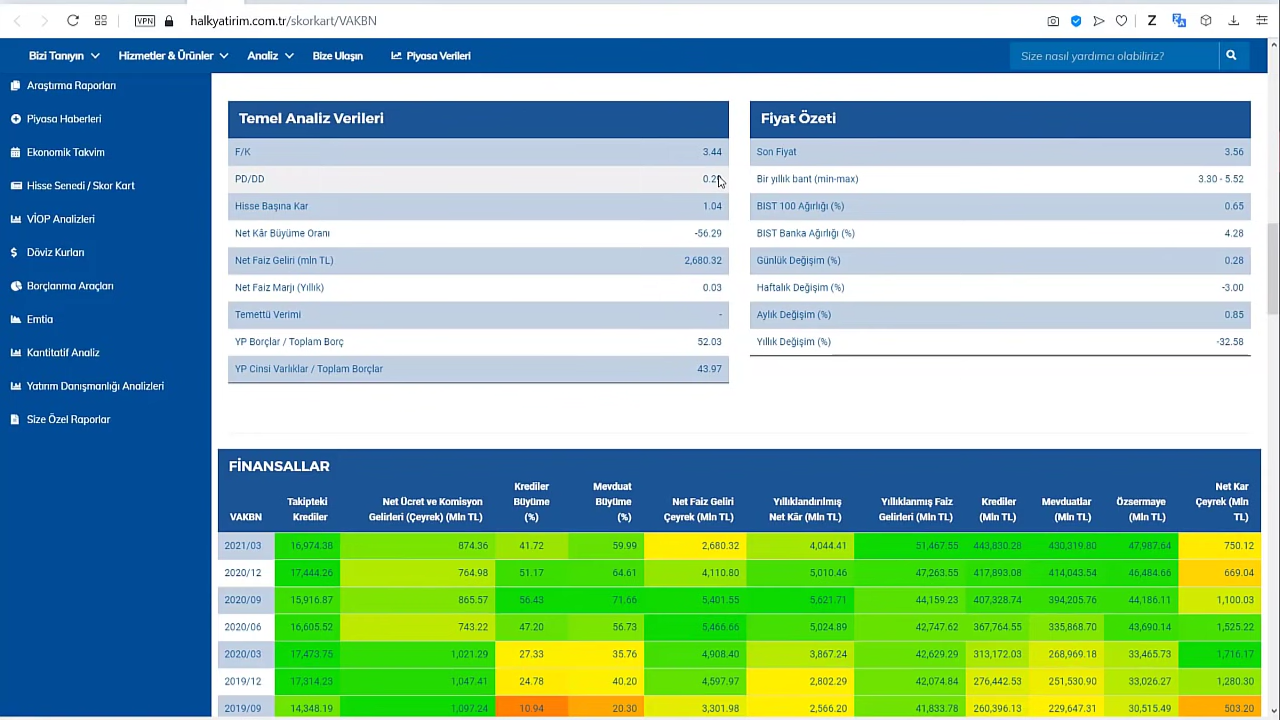 VPN halkyatirim.com.tr/skorkart/VAKBN
Bizi Tanıyın Hizmetler & Ürünler Analiz Bize Ulaşın Piyasa Verileri Size nasıl yardımcı olabiliriz?
Araştırma Raporları
Piyasa Haberleri
Ekonomik Takvim
Hisse Senedi / Skor Kart
VİOP Analizleri
Döviz Kurları
Borçlanma Araçları
Emtia
Kantitatif Analiz
Yatırım Danışmanlığı Analizleri
Size Özel Raporlar
Temel Analiz Verileri
F/K 3.44
PD/DD
Hisse Başına Kar 1.04
Net Kâr Büyüme Oranı -56.29
Net Faiz Geliri (mln TL) 2,680.32
Net Faiz Marjı (Yıllık) 0.03
Temettü Verimi -
YP Borçlar / Toplam Borç 52.03
YP Cinsi Varlıklar / Toplam Borçlar 43.97
Fiyat Özeti
Son Fiyat 3.56
Bir yıllık bant (min-max) 3.30 - 5.52
BIST 100 Ağırlığı (%) 0.65
BIST Banka Ağırlığı (%) 4.28
Günlük Değişim (%) 0.28
Haftalık Değişim (%) -3.00
Aylık Değişim (%) 0.85
Yıllık Değişim (%) -32.58
FİNANSALLAR
VAKBN
Takipteki
Krediler
Net Ücret ve Komisyon
Gelirleri (Çeyrek) (Mln TL)
Krediler
Büyüme
(%)
Mevduat
Büyüme
(%)
Net Faiz Geliri
Çeyrek (Mln TL)
Yıllıklandırılmış
Net Kâr (Mln TL)
Yıllıklanmış Faiz
Gelirleri (Mln TL)
Krediler
(Mln TL)
Mevduatlar
(Mln TL)
Özsermaye
(Mln TL)
Net Kar
Çeyrek (Mln
TL)
2021/03 16,974.38 874.36 41.72 59.99 2,680.32 4,044.41 51,467.55 443,830.28 430,319.80 47,987.64 750.12
2020/12 17,444.26 764.98 51.17 64.61 4,110.80 5,010.46 47,263.55 417,893.08 414,043.54 46,484.66 669.04
2020/09 15,916.87 865.57 56.43 71.66 5,401.55 5,621.71 44,159.23 407,328.74 394,205.76 44,186.11 1,100.03
2020/06 16,605.52 743.22 47.20 56.73 5,466.66 5,024.89 42,747.62 367,764.55 335,868.70 43,690.14 1,525.22
2020/03 17,473.75 1,021.29 27.33 35.76 4,908.40 3,867.24 42,629.29 313,172.03 268,969.18 33,465.73 1,716.17
2019/12 17,314.23 1,047.41 24.78 40.20 4,597.97 2,802.29 42,074.84 276,442.53 251,530.90 33,026.27 1,280.30
2019/09 14,348.19 1,097.24 10.94 20.30 3,301.98 2,566.20 41,833.78 260,396.13 229,647.31 30,515.49 503.20